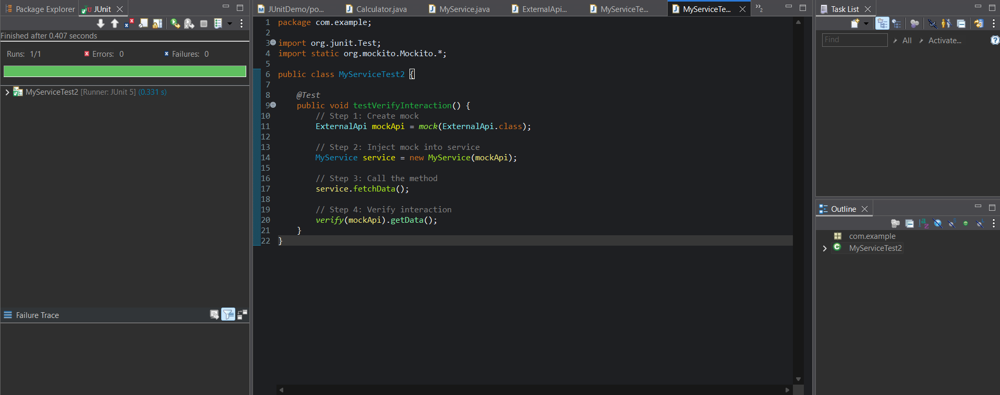 Package Explorer
JUnit
Finished after 0.407 seconds
Runs: 1/1
Errors: 0
Failures: 0
MyServiceTest2 [Runner: JUnit 5] (0.331 s)
Failure Trace
JUnitDemo/po...
Calculator.java
MyService.java
ExternalApi...
MyServiceTe...
MyServiceTe...
»2
1 package com.example;
2
3 import org.junit.Test;
4 import static org.mockito.Mockito.*;
5
6 public class MyServiceTest2 {
7
8     @Test
9     public void testVerifyInteraction() {
10         // Step 1: Create mock
11         ExternalApi mockApi = mock(ExternalApi.class);
12
13         // Step 2: Inject mock into service
14         MyService service = new MyService(mockApi);
15
16         // Step 3: Call the method
17         service.fetchData();
18
19         // Step 4: Verify interaction
20         verify(mockApi).getData();
21     }
22 }
Task List
Find
All
Activate...
Outline
com.example
MyServiceTest2